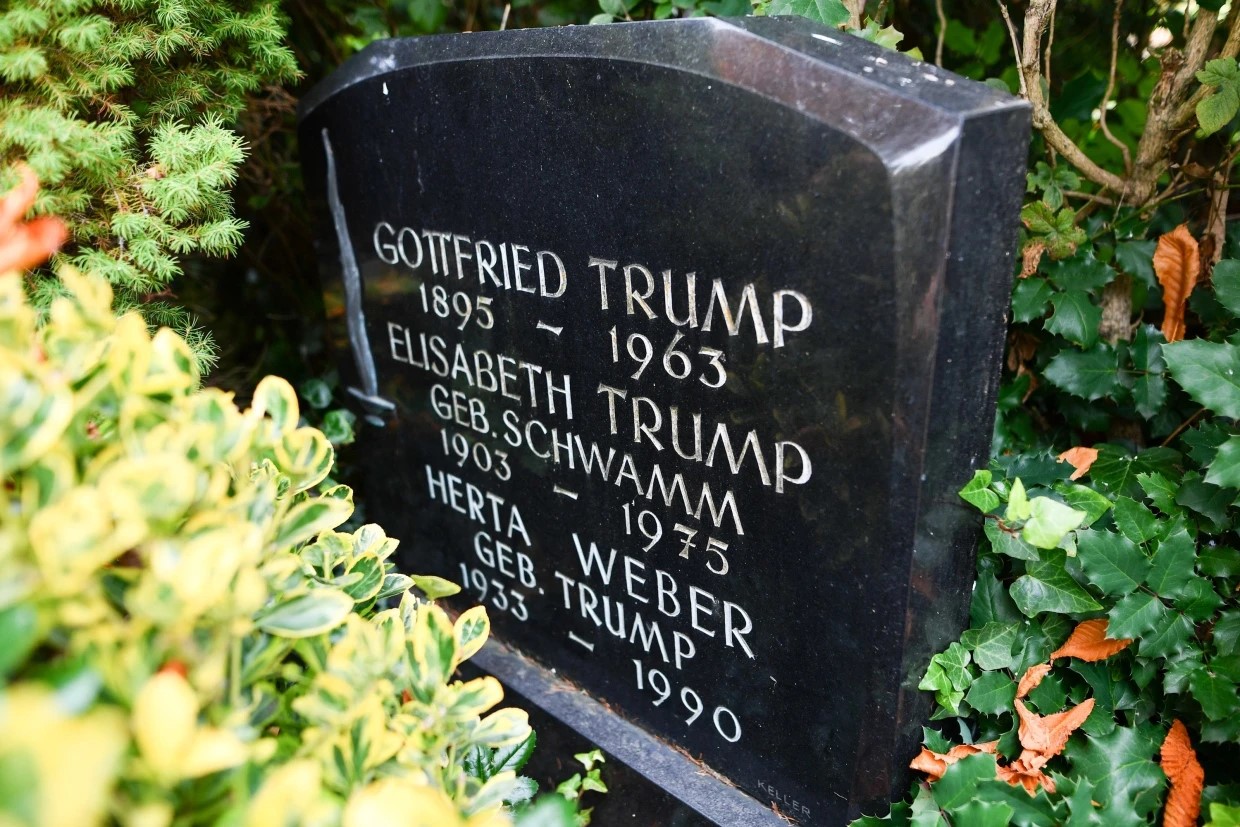 GOTTFRIED TRUMP
1895 – 1963
ELISABETH TRUMP
GEB. SCHWAMM
1903 – 1975
HERTA WEBER
GEB. TRUMP
1933 – 1990
KELLER